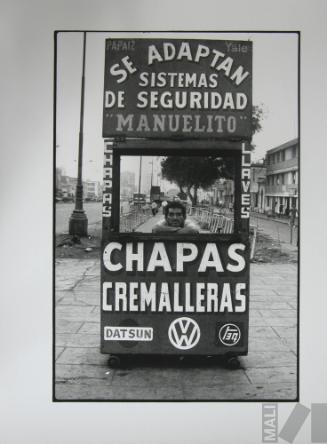 PAPAIZ Yale
SE ADAPTAN
SISTEMAS
DE SEGURIDAD
"MANUELITO"
CHAPAS
LLAVES
CHAPAS
CREMALLERAS
DATSUN
VW
MALI